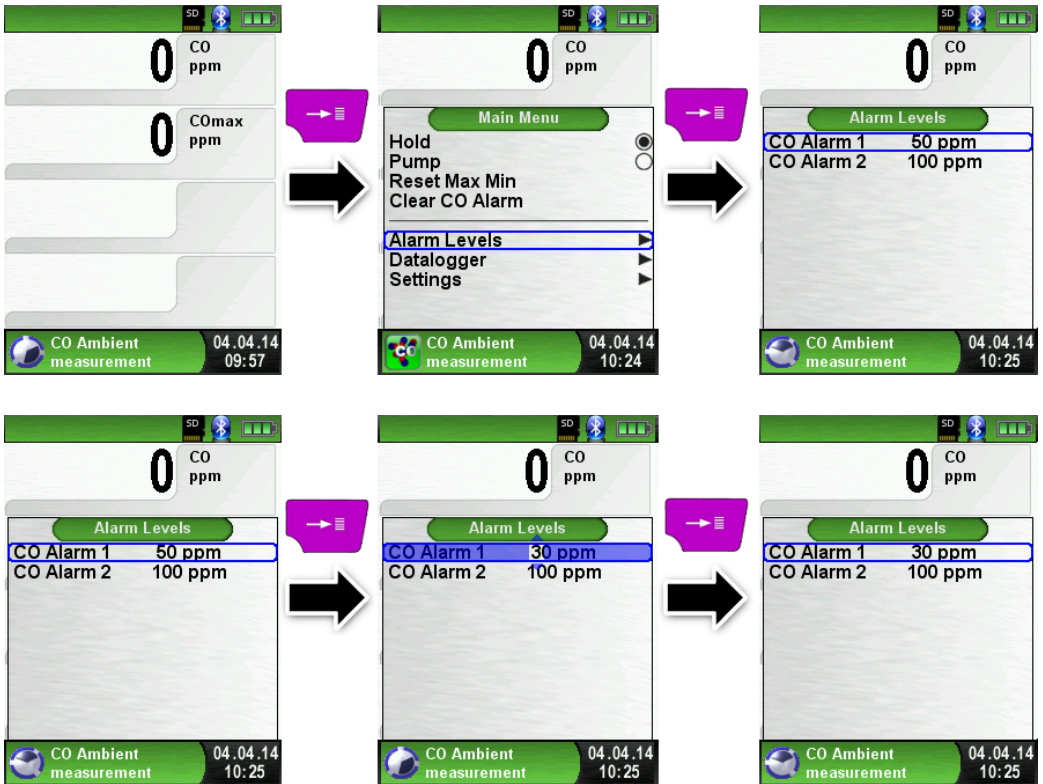 SD
0 CO
ppm
0 COmax
ppm
CO Ambient
measurement
04.04.14
09:57
SD
0 CO
ppm
Main Menu
Hold
Pump
Reset Max Min
Clear CO Alarm
Alarm Levels
Datalogger
Settings
CO
CO Ambient
measurement
04.04.14
10:24
SD
0 CO
ppm
Alarm Levels
CO Alarm 1 50 ppm
CO Alarm 2 100 ppm
CO Ambient
measurement
04.04.14
10:25
SD
0 CO
ppm
Alarm Levels
CO Alarm 1 50 ppm
CO Alarm 2 100 ppm
CO Ambient
measurement
04.04.14
10:25
SD
0 CO
ppm
Alarm Levels
CO Alarm 1 30 ppm
CO Alarm 2 100 ppm
CO Ambient
measurement
04.04.14
10:25
SD
0 CO
ppm
Alarm Levels
CO Alarm 1 30 ppm
CO Alarm 2 100 ppm
CO Ambient
measurement
04.04.14
10:25